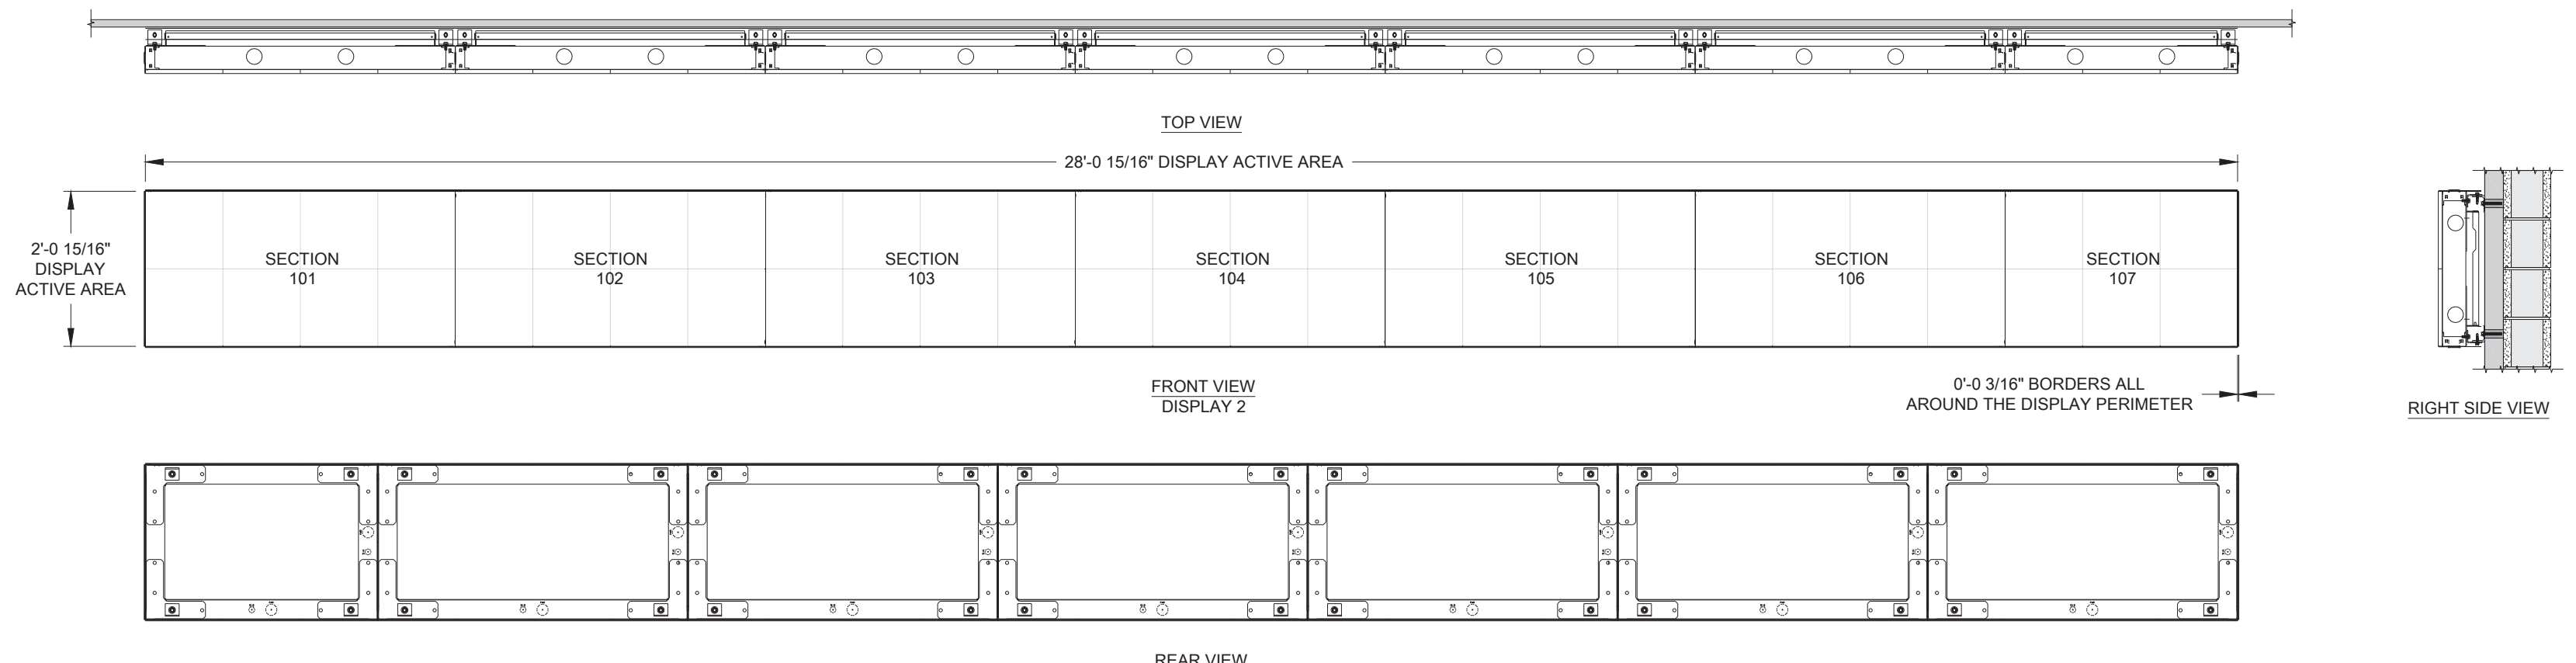 TOP VIEW
28'-0 15/16" DISPLAY ACTIVE AREA
2'-0 15/16"
DISPLAY
ACTIVE AREA
SECTION
101
SECTION
102
SECTION
103
SECTION
104
SECTION
105
SECTION
106
SECTION
107
FRONT VIEW
DISPLAY 2
0'-0 3/16" BORDERS ALL
AROUND THE DISPLAY PERIMETER
RIGHT SIDE VIEW
REAR VIEW